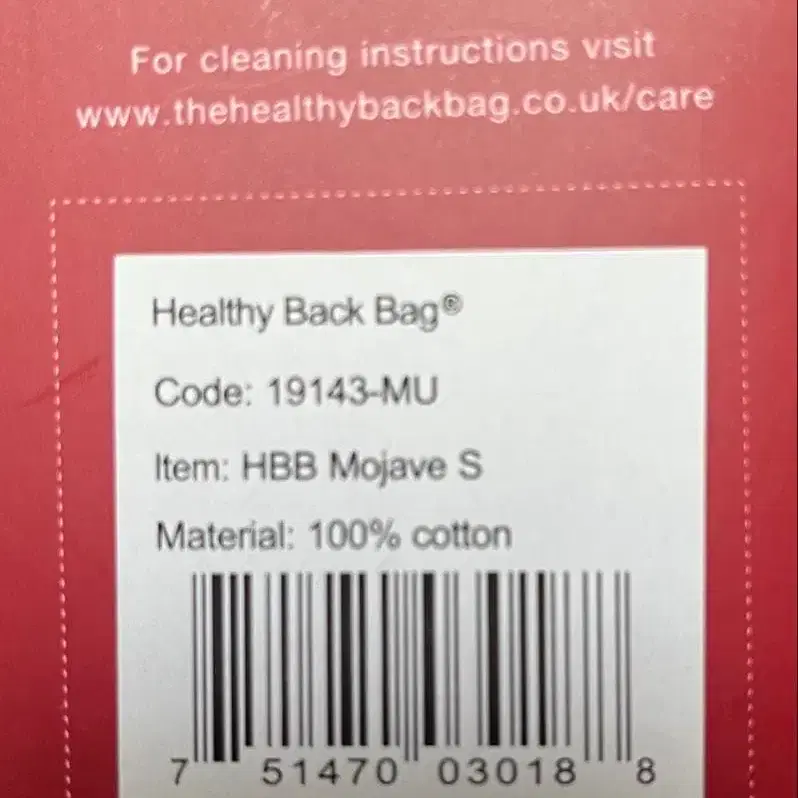 For cleaning instructions visit
www.thehealthybackbag.co.uk/care
Healthy Back Bag®
Code: 19143-MU
Item: HBB Mojave S
Material: 100% cotton
7 51470 03018 8